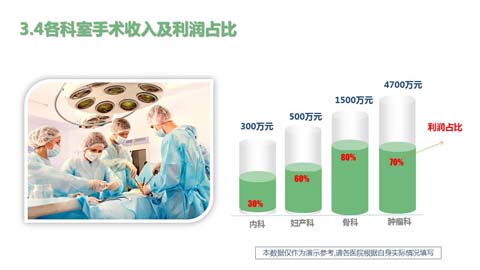 3.4各科室手术收入及利润占比
300万元
500万元
1500万元
4700万元
利润占比
30%
60%
80%
70%
内科
妇产科
骨科
肿瘤科
本数据仅作为演示参考,请各医院根据自身实际情况填写